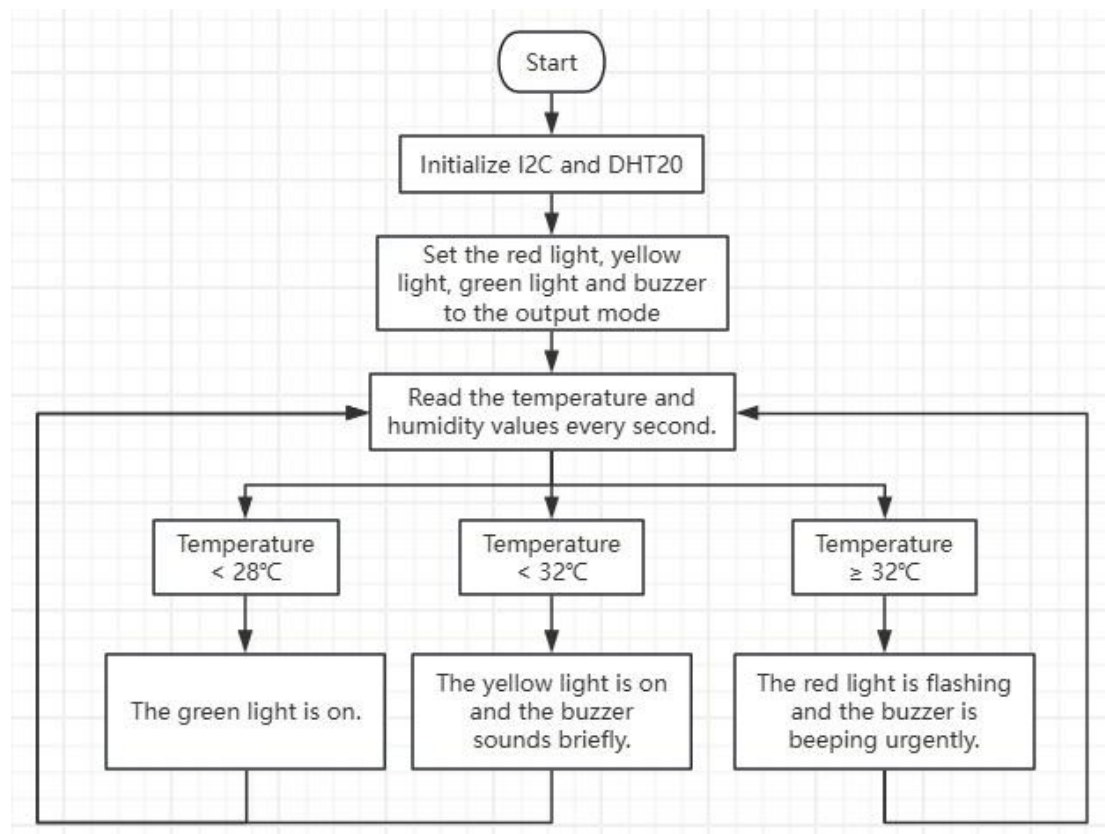 Start
Initialize I2C and DHT20
Set the red light, yellow
light, green light and buzzer
to the output mode
Read the temperature and
humidity values every second.
Temperature
< 28℃
Temperature
< 32℃
Temperature
≥ 32℃
The green light is on.
The yellow light is on
and the buzzer
sounds briefly.
The red light is flashing
and the buzzer is
beeping urgently.